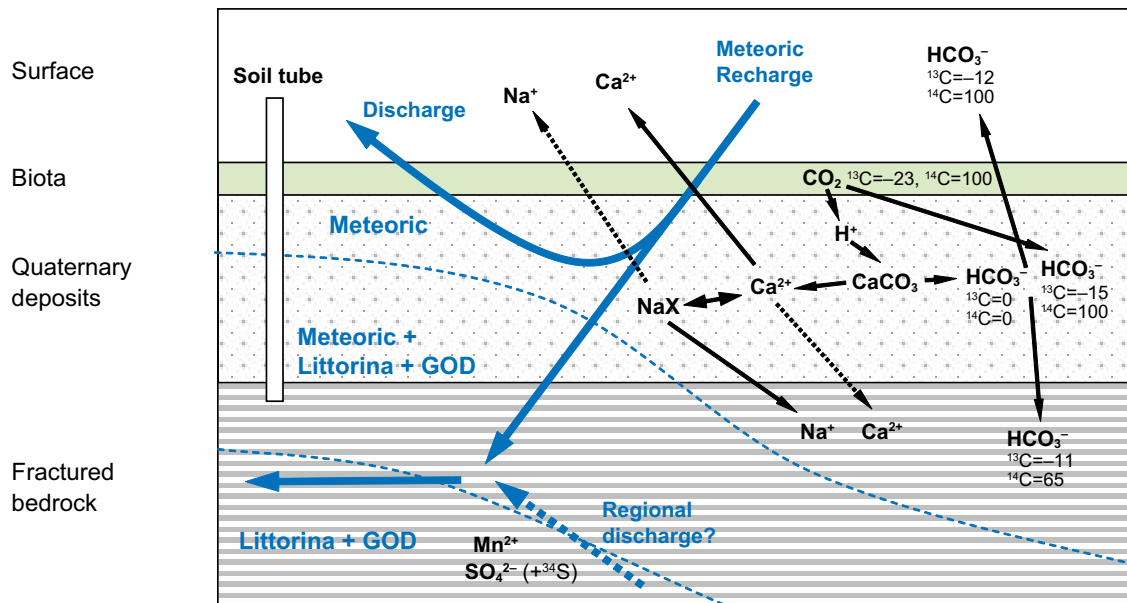 Surface
Biota
Quaternary
deposits
Fractured
bedrock
Soil tube
Discharge
Na⁺
Ca²⁺
Meteoric
Recharge
HCO₃⁻
¹³C=–12
¹⁴C=100
CO₂ ¹³C=–23, ¹⁴C=100
Meteoric
H⁺
NaX
Ca²⁺
CaCO₃
HCO₃⁻
¹³C=0
¹⁴C=0
HCO₃⁻
¹³C=–15
¹⁴C=100
Meteoric +
Littorina + GOD
Na⁺
Ca²⁺
HCO₃⁻
¹³C=–11
¹⁴C=65
Littorina + GOD
Mn²⁺
SO₄²⁻ (+³⁴S)
Regional
discharge?